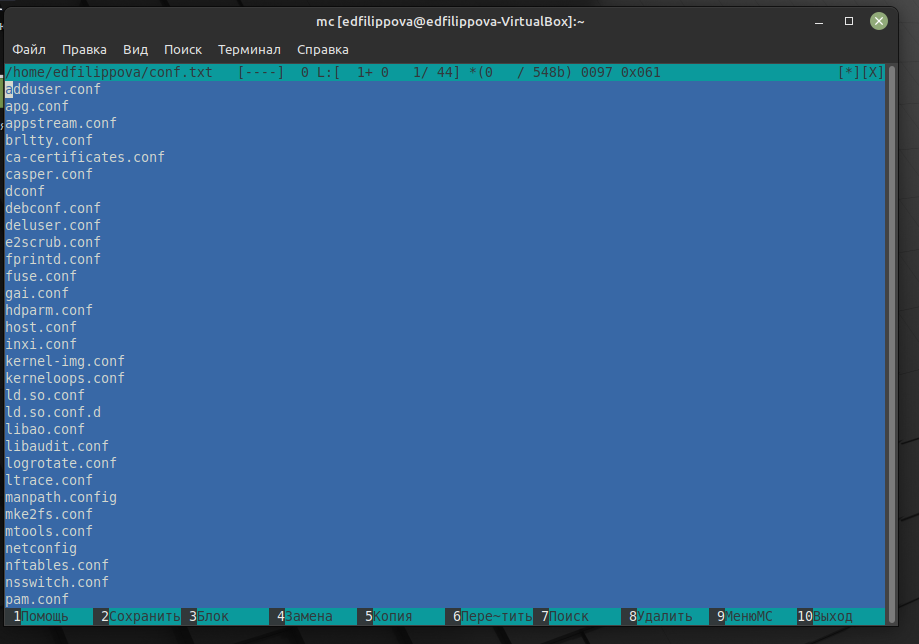 mc [edfilippova@edfilippova-VirtualBox]:~
Файл Правка Вид Поиск Терминал Справка
/home/edfilippova/conf.txt [----] 0 L:[ 1+ 0 1/ 44] *(0 / 548b) 0097 0x061 [*][X]
adduser.conf
apg.conf
appstream.conf
brltty.conf
ca-certificates.conf
casper.conf
dconf
debconf.conf
deluser.conf
e2scrub.conf
fprintd.conf
fuse.conf
gai.conf
hdparm.conf
host.conf
inxi.conf
kernel-img.conf
kerneloops.conf
ld.so.conf
ld.so.conf.d
libao.conf
libaudit.conf
logrotate.conf
ltrace.conf
manpath.config
mke2fs.conf
mtools.conf
netconfig
nftables.conf
nsswitch.conf
pam.conf
1Помощь 2Сохранить 3Блок 4Замена 5Копия 6Пере~тить 7Поиск 8Удалить 9МенюMC 10Выход